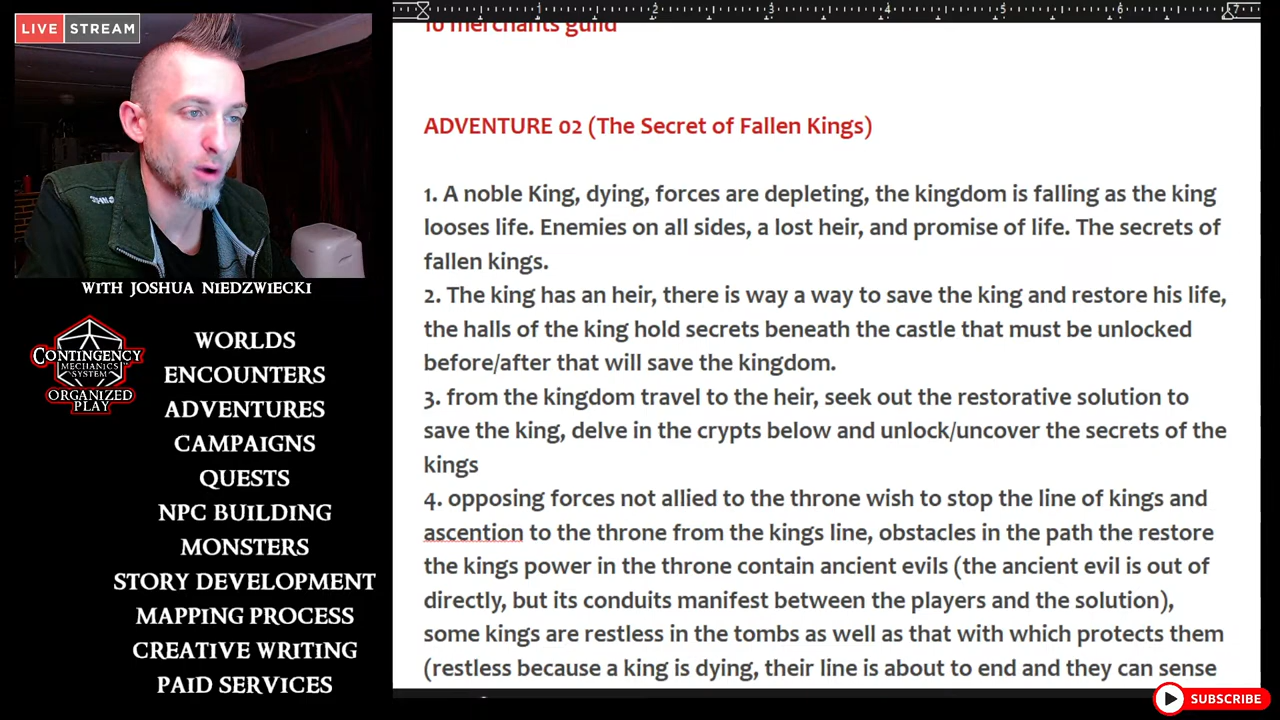 LIVE STREAM
WITH JOSHUA NIEDZWIECKI
CONTINGENCY
MECHANICS
SYSTEM
ORGANIZED
PLAY
WORLDS
ENCOUNTERS
ADVENTURES
CAMPAIGNS
QUESTS
NPC BUILDING
MONSTERS
STORY DEVELOPMENT
MAPPING PROCESS
CREATIVE WRITING
PAID SERVICES
1 2 3 4 5 6 7
10 merchants guild
ADVENTURE 02 (The Secret of Fallen Kings)
1. A noble King, dying, forces are depleting, the kingdom is falling as the king
looses life. Enemies on all sides, a lost heir, and promise of life. The secrets of
fallen kings.
2. The king has an heir, there is way a way to save the king and restore his life,
the halls of the king hold secrets beneath the castle that must be unlocked
before/after that will save the kingdom.
3. from the kingdom travel to the heir, seek out the restorative solution to
save the king, delve in the crypts below and unlock/uncover the secrets of the
kings
4. opposing forces not allied to the throne wish to stop the line of kings and
ascention to the throne from the kings line, obstacles in the path the restore
the kings power in the throne contain ancient evils (the ancient evil is out of
directly, but its conduits manifest between the players and the solution),
some kings are restless in the tombs as well as that with which protects them
(restless because a king is dying, their line is about to end and they can sense
SUBSCRIBE